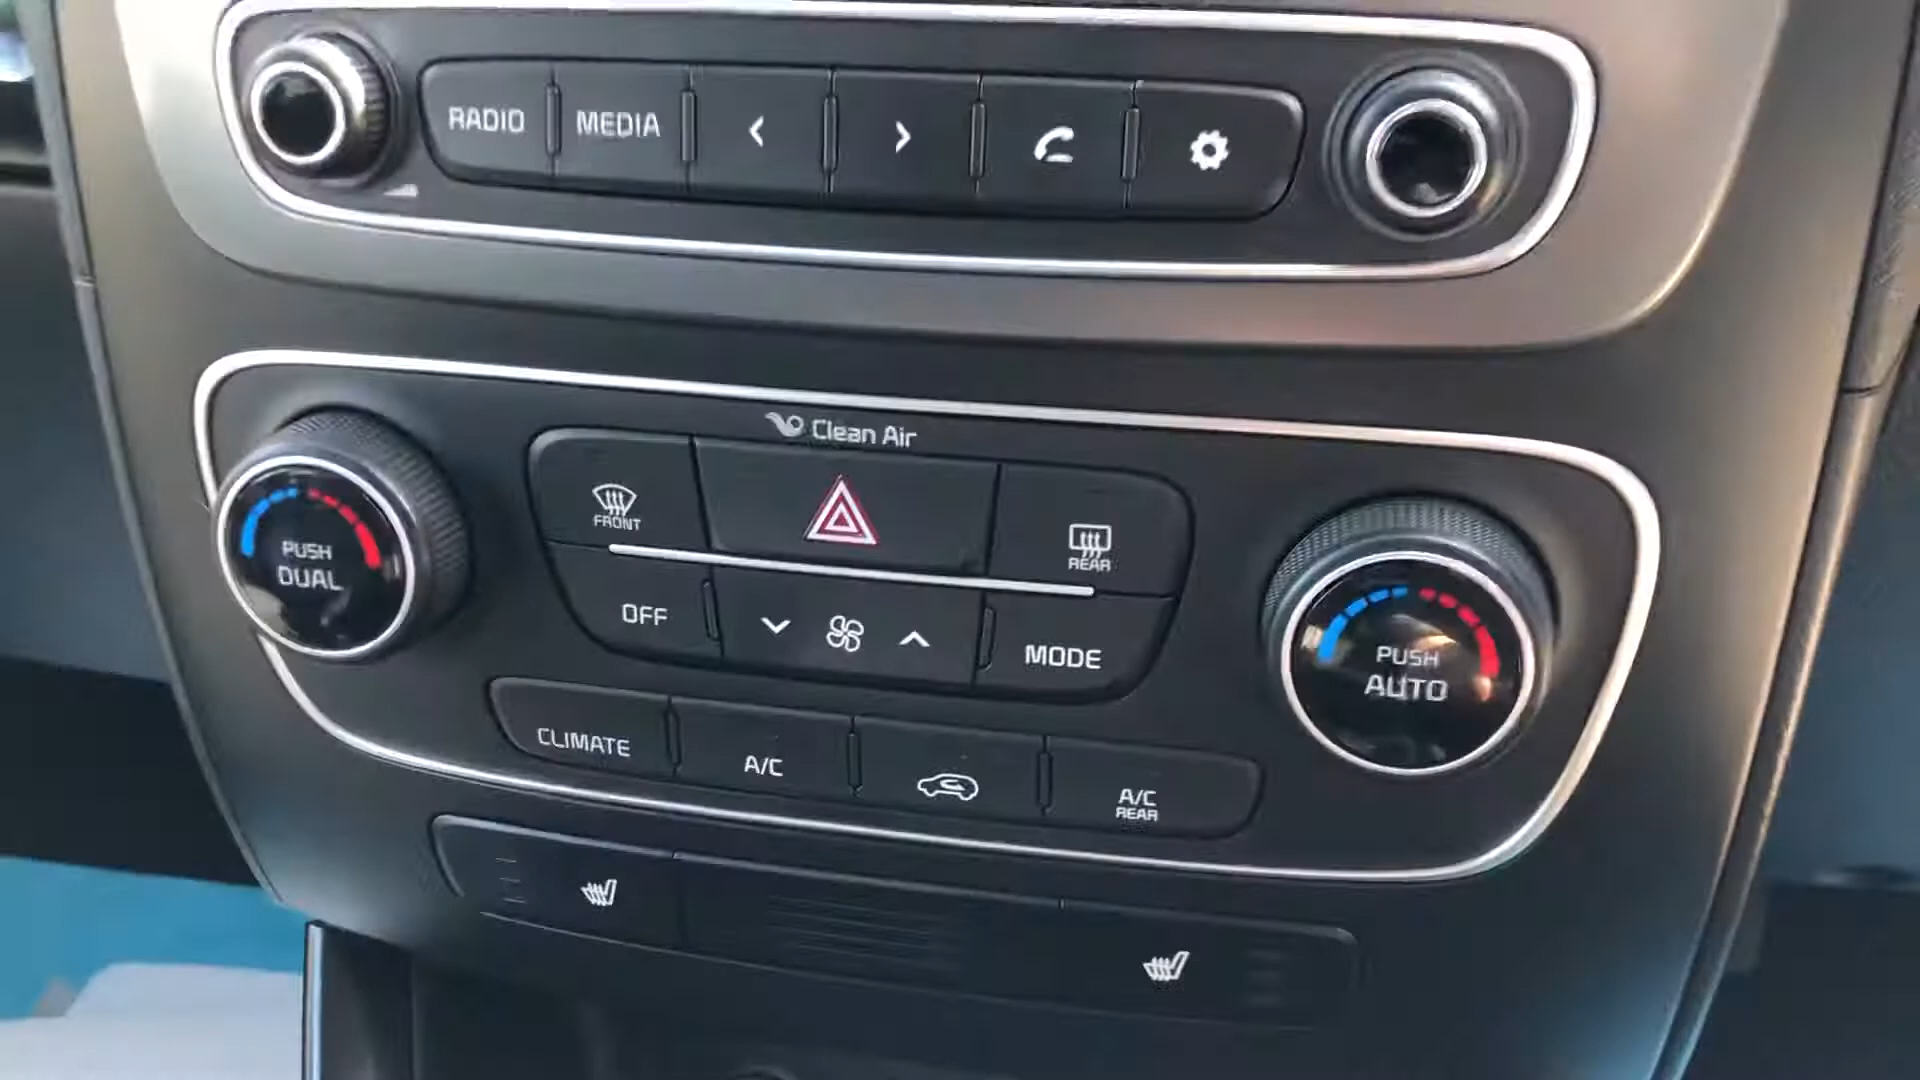 RADIO
MEDIA
Clean Air
FRONT
REAR
PUSH
DUAL
OFF
MODE
PUSH
AUTO
CLIMATE
A/C
A/C
REAR